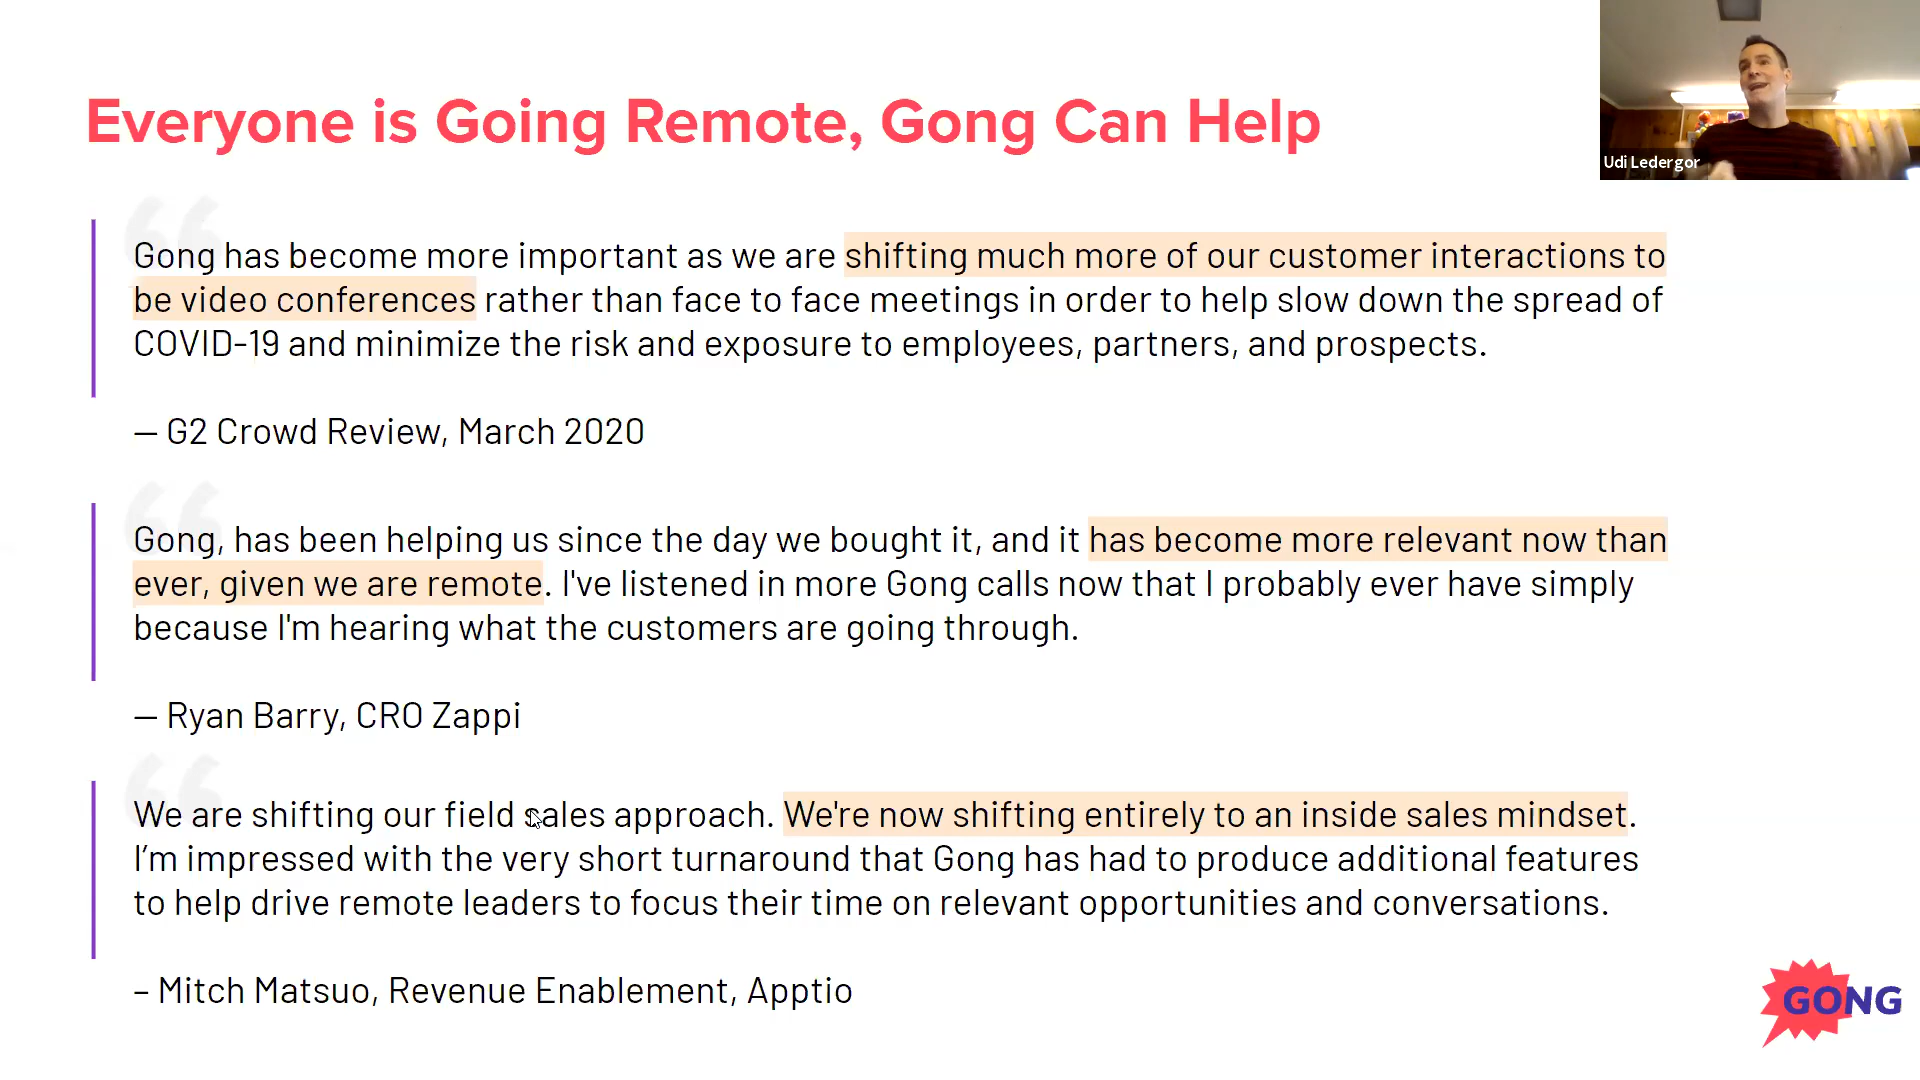 Everyone is Going Remote, Gong Can Help
Udi Ledergor
Gong has become more important as we are shifting much more of our customer interactions to
be video conferences rather than face to face meetings in order to help slow down the spread of
COVID-19 and minimize the risk and exposure to employees, partners, and prospects.
— G2 Crowd Review, March 2020
Gong, has been helping us since the day we bought it, and it has become more relevant now than
ever, given we are remote. I've listened in more Gong calls now that I probably ever have simply
because I'm hearing what the customers are going through.
— Ryan Barry, CRO Zappi
We are shifting our field sales approach. We're now shifting entirely to an inside sales mindset.
I’m impressed with the very short turnaround that Gong has had to produce additional features
to help drive remote leaders to focus their time on relevant opportunities and conversations.
– Mitch Matsuo, Revenue Enablement, Apptio
GONG